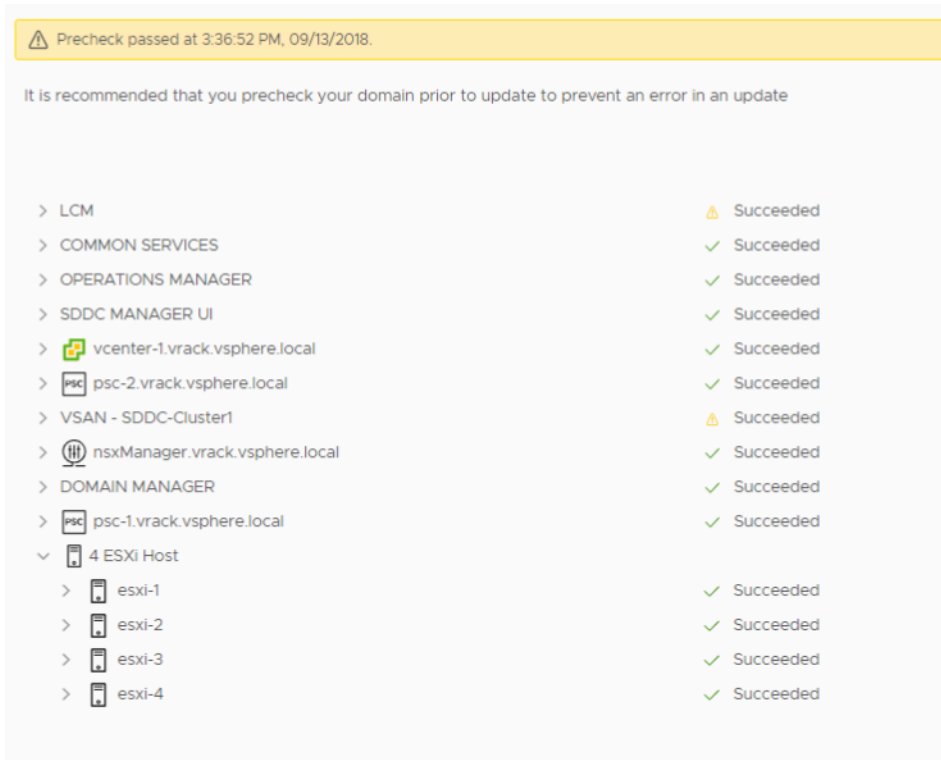 Precheck passed at 3:36:52 PM, 09/13/2018.
It is recommended that you precheck your domain prior to update to prevent an error in an update
LCM Succeeded
COMMON SERVICES Succeeded
OPERATIONS MANAGER Succeeded
SDDC MANAGER UI Succeeded
vcenter-1.vrack.vsphere.local Succeeded
PSC psc-2.vrack.vsphere.local Succeeded
VSAN - SDDC-Cluster1 Succeeded
nsxManager.vrack.vsphere.local Succeeded
DOMAIN MANAGER Succeeded
PSC psc-1.vrack.vsphere.local Succeeded
4 ESXi Host
esxi-1 Succeeded
esxi-2 Succeeded
esxi-3 Succeeded
esxi-4 Succeeded